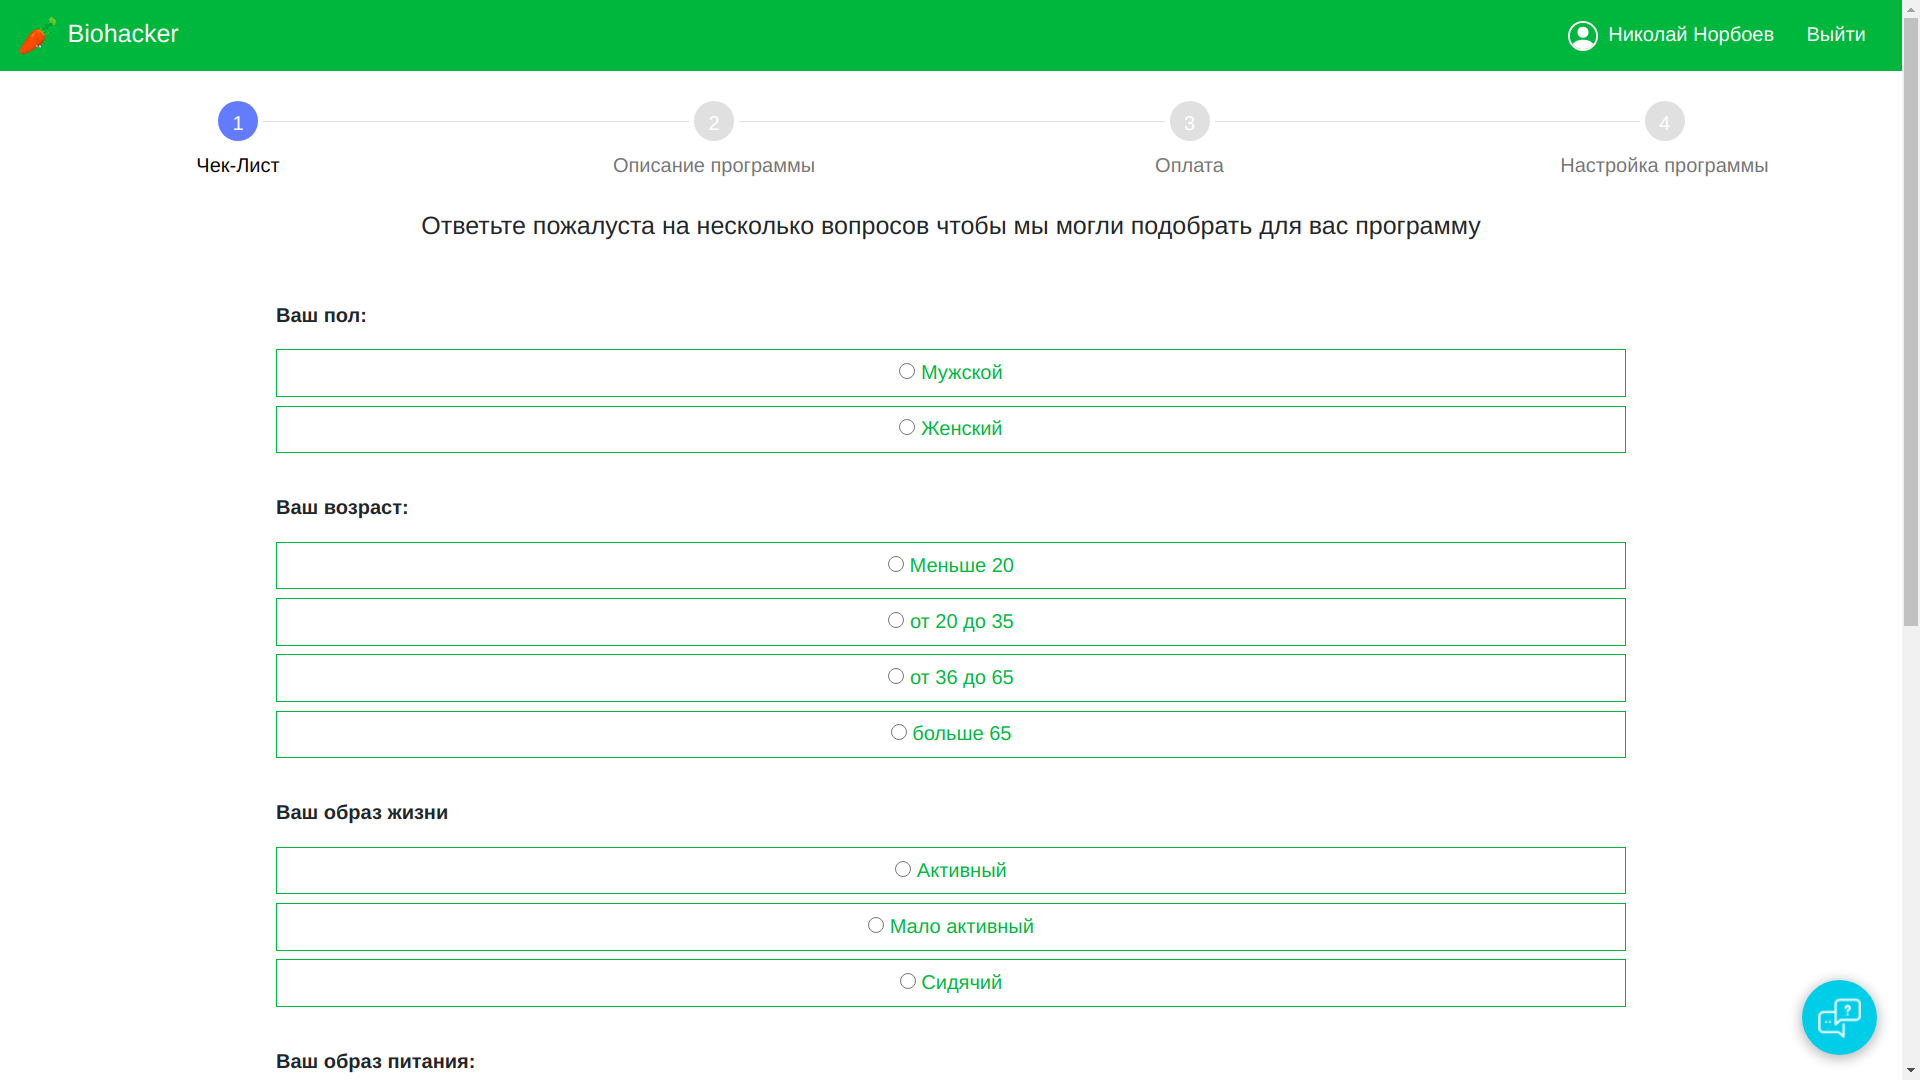 Biohacker
Николай Норбоев
Выйти
1
2
3
4
Чек-Лист
Описание программы
Оплата
Настройка программы
Ответьте пожалуста на несколько вопросов чтобы мы могли подобрать для вас программу
Ваш пол:
Мужской
Женский
Ваш возраст:
Меньше 20
от 20 до 35
от 36 до 65
больше 65
Ваш образ жизни
Активный
Мало активный
Сидячий
Ваш образ питания:
?